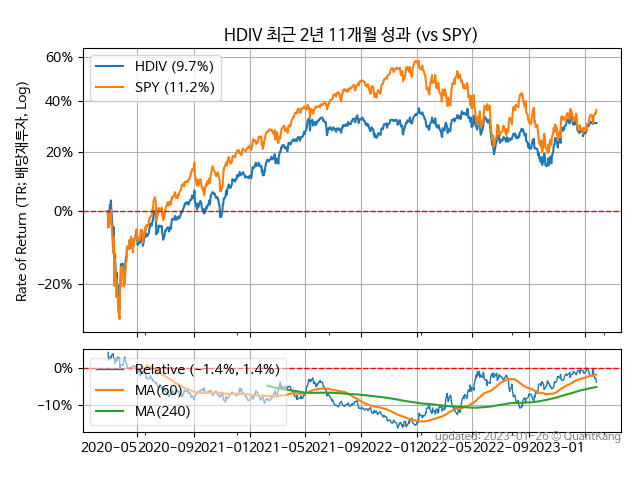 HDIV 최근 2년 11개월 성과 (vs SPY)
Rate of Return (TR: 배당재투자, Log)
60%
40%
20%
0%
−20%
HDIV (9.7%)
SPY (11.2%)
0%
−10%
Relative (−1.4%, 1.4%)
MA(60)
MA(240)
2020−05 2020−09 2021−01 2021−05 2021−09 2022−01 2022−05 2022−09 2023−01
updated: 2023-01-26 © QuantKang